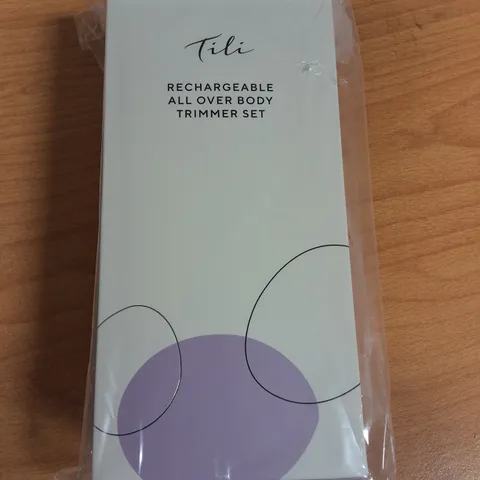 Tili
RECHARGEABLE
ALL OVER BODY
TRIMMER SET